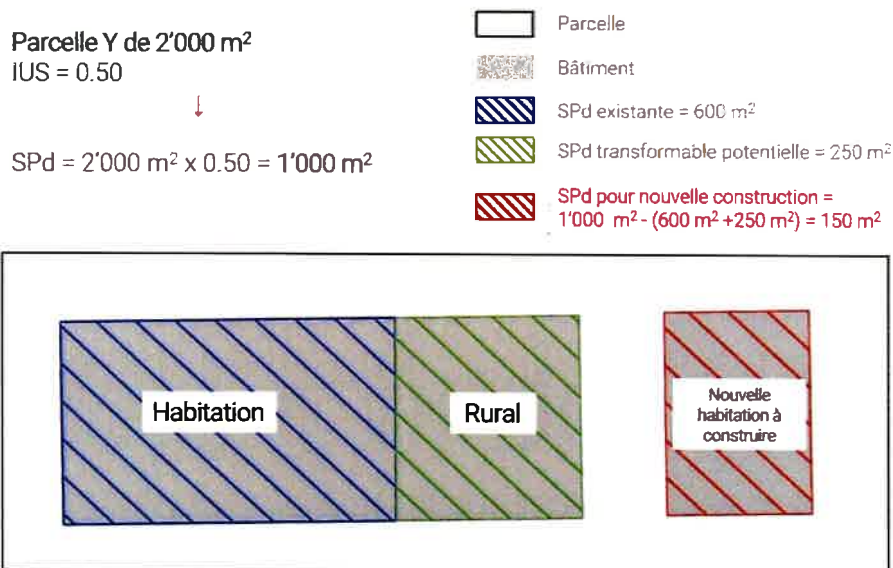 Parcelle Y de 2'000 m²
IUS = 0.50
↓
SPd = 2'000 m² x 0.50 = 1'000 m²
Parcelle
Bâtiment
SPd existante = 600 m²
SPd transformable potentielle = 250 m²
SPd pour nouvelle construction =
1'000 m² - (600 m² +250 m²) = 150 m²
Habitation
Rural
Nouvelle
habitation à
construire